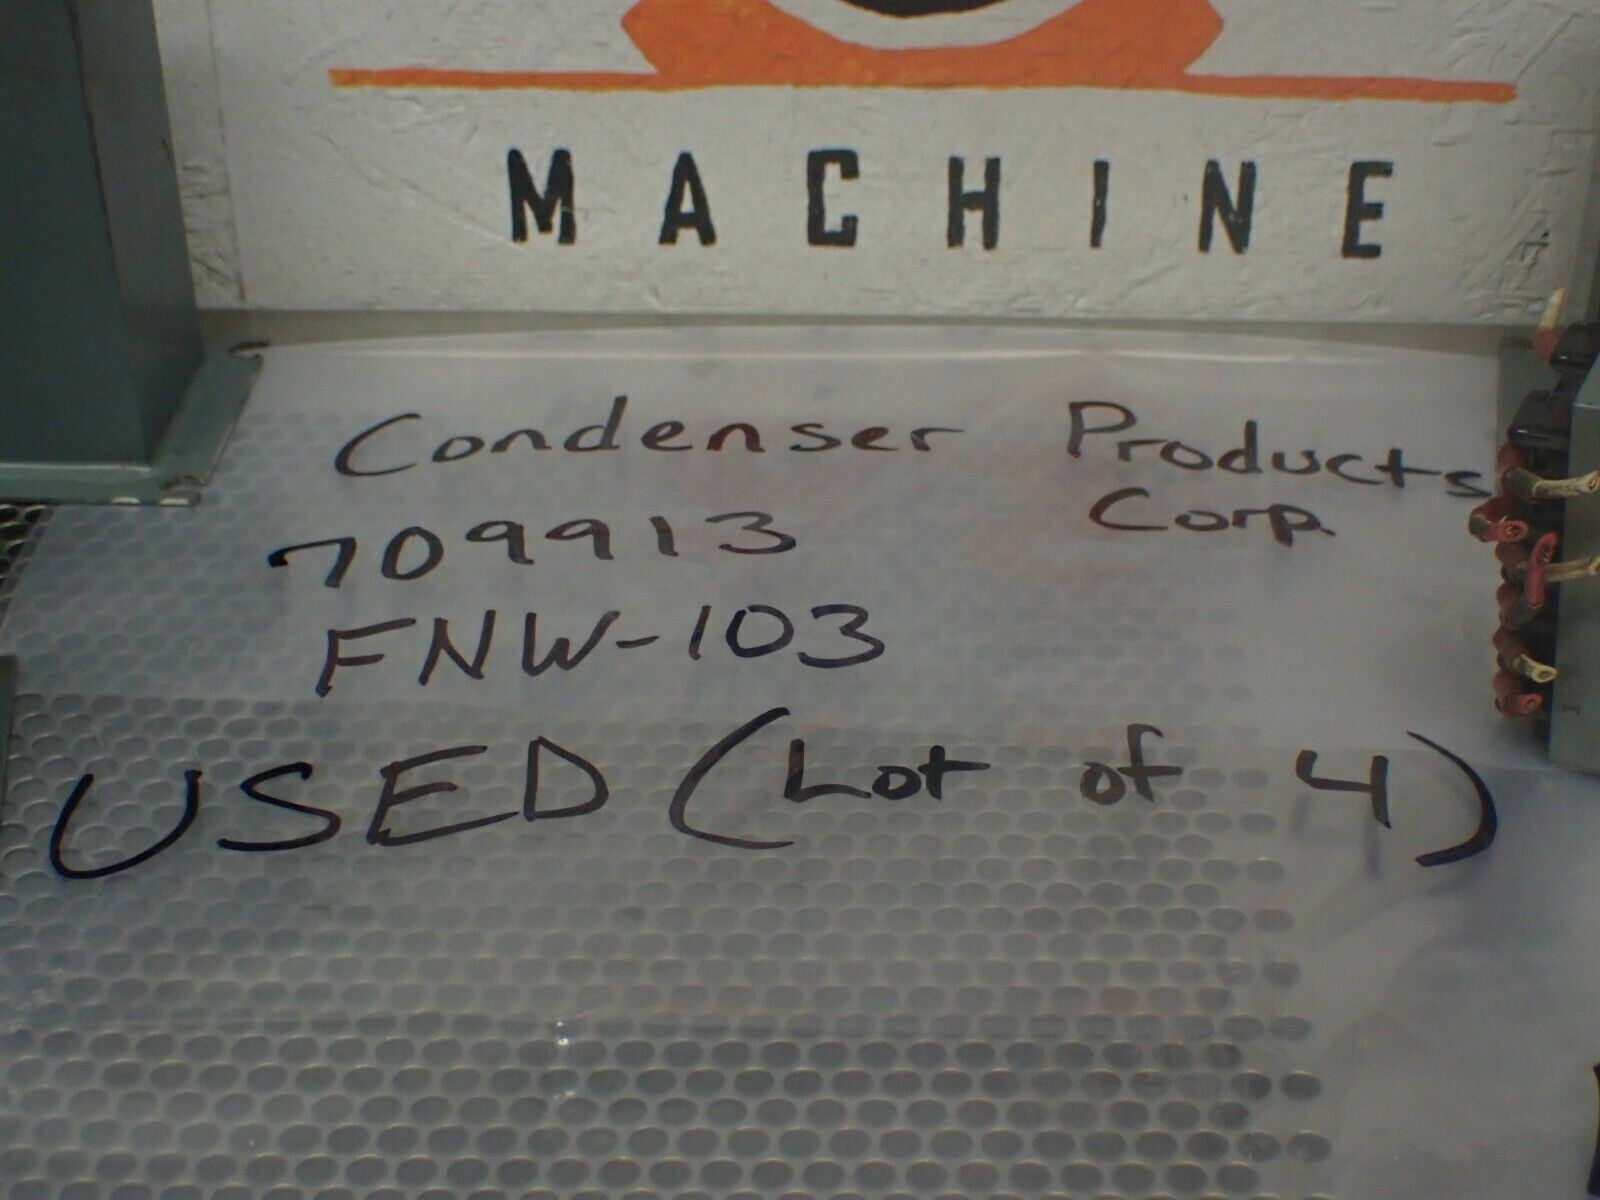 MACHINE
Condenser Products
Corp.
709913
FNW-103
USED (Lot of 4)